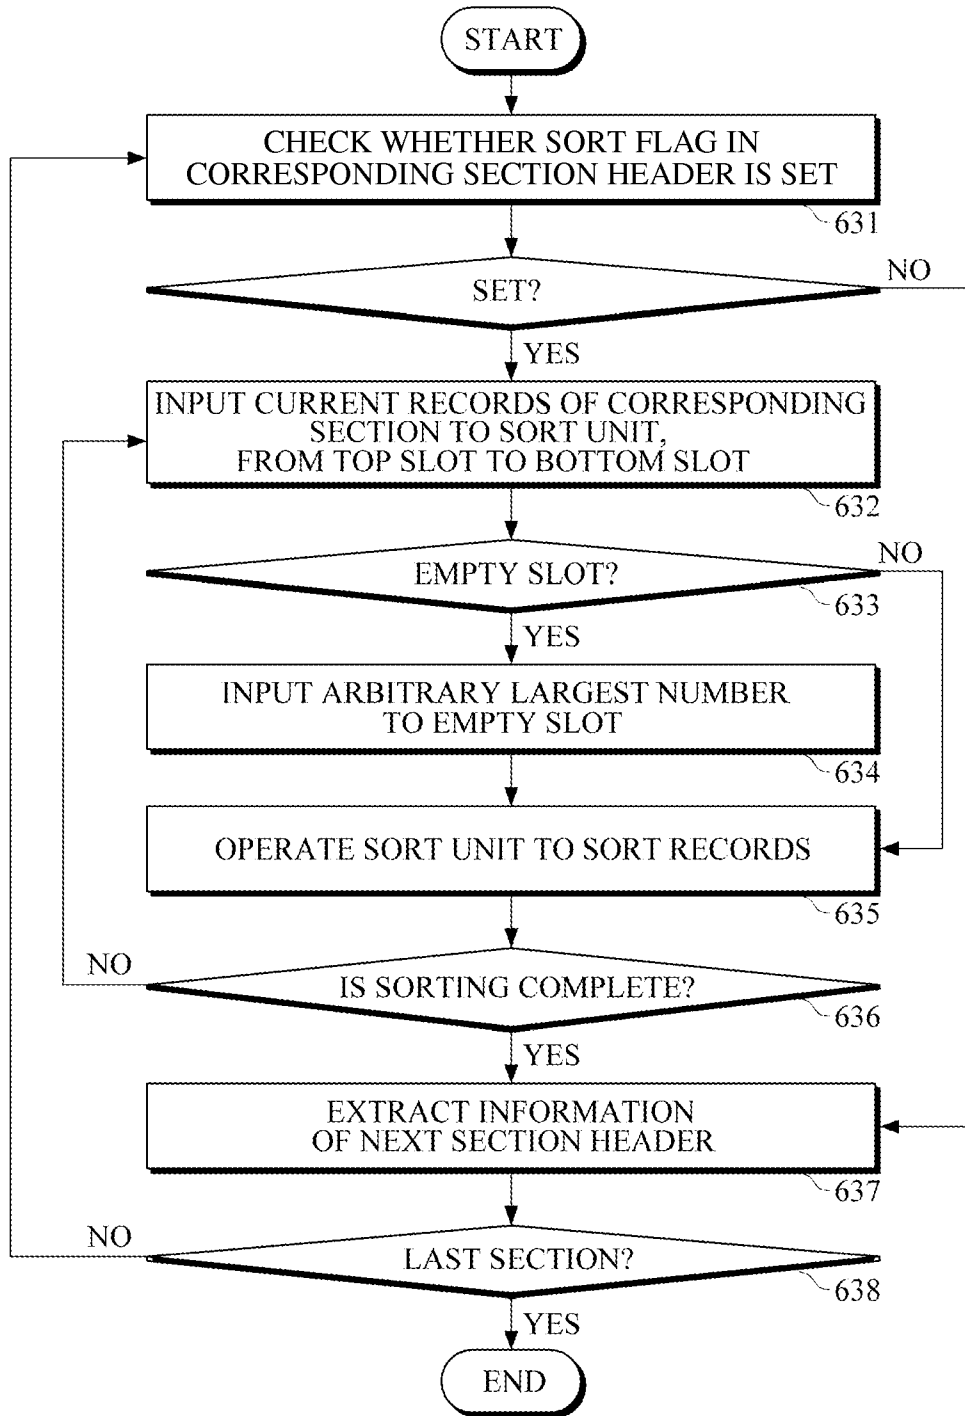 START
CHECK WHETHER SORT FLAG IN
CORRESPONDING SECTION HEADER IS SET
631
NO
SET?
YES
INPUT CURRENT RECORDS OF CORRESPONDING
SECTION TO SORT UNIT,
FROM TOP SLOT TO BOTTOM SLOT
632
NO
EMPTY SLOT?
633
YES
INPUT ARBITRARY LARGEST NUMBER
TO EMPTY SLOT
634
OPERATE SORT UNIT TO SORT RECORDS
635
NO
IS SORTING COMPLETE?
636
YES
EXTRACT INFORMATION
OF NEXT SECTION HEADER
637
NO
LAST SECTION?
638
YES
END